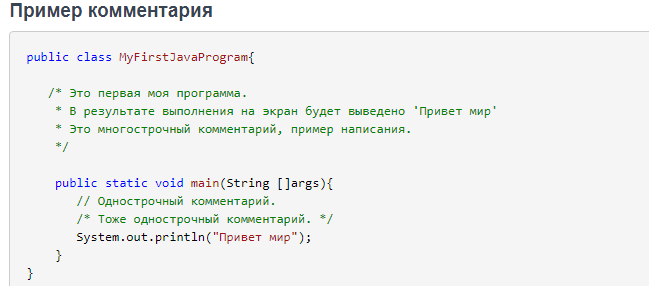 Пример комментария
public class MyFirstJavaProgram{
/* Это первая моя программа.
* В результате выполнения на экран будет выведено 'Привет мир'
* Это многострочный комментарий, пример написания.
*/
public static void main(String []args){
// Однострочный комментарий.
/* Тоже однострочный комментарий. */
System.out.println("Привет мир");
}
}